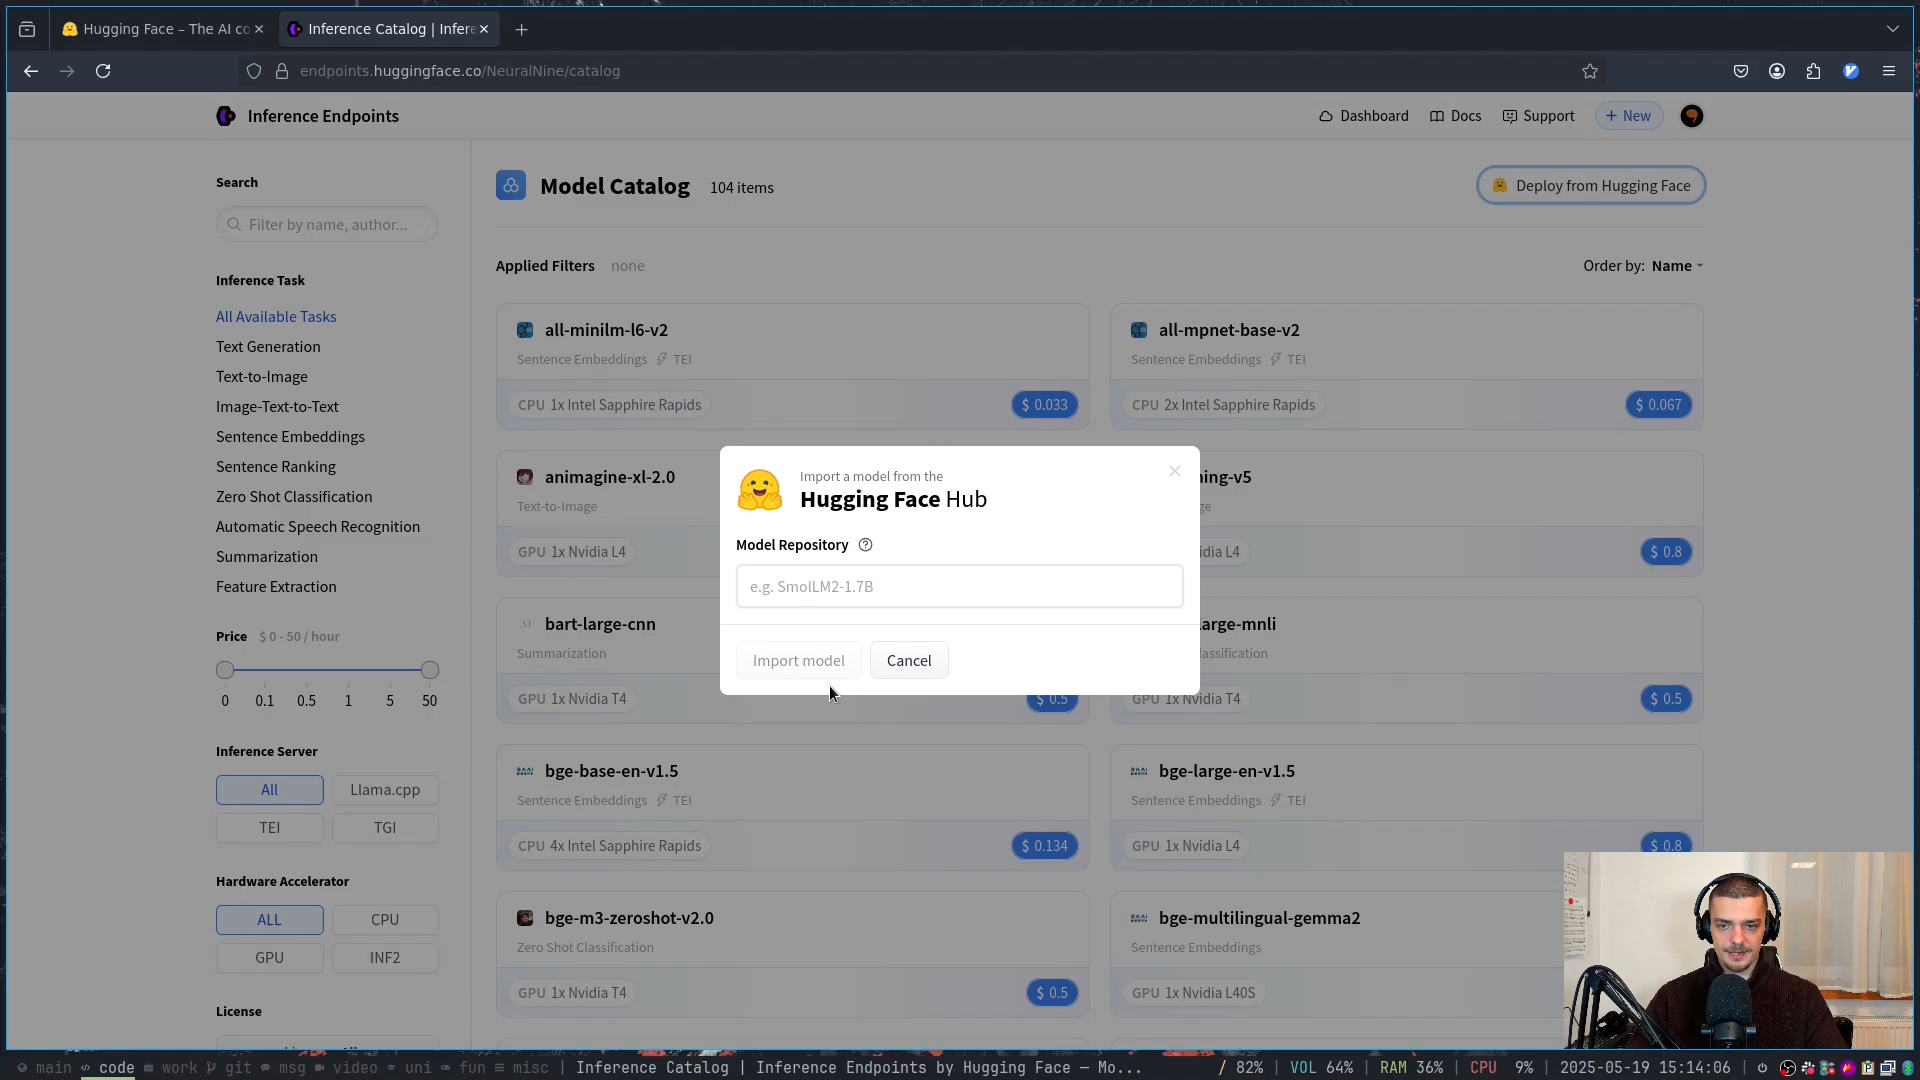 Hugging Face – The AI co
Inference Catalog | Infere
endpoints.huggingface.co/NeuralNine/catalog
Inference Endpoints
Dashboard
Docs
Support
+ New
Search
Filter by name, author...
Inference Task
All Available Tasks
Text Generation
Text-to-Image
Image-Text-to-Text
Sentence Embeddings
Sentence Ranking
Zero Shot Classification
Automatic Speech Recognition
Summarization
Feature Extraction
Price $ 0 - 50 / hour
0 0.1 0.5 1 5 50
Inference Server
All Llama.cpp
TEI TGI
Hardware Accelerator
ALL CPU
GPU INF2
License
Model Catalog 104 items
Deploy from Hugging Face
Applied Filters none
Order by: Name
all-minilm-l6-v2
Sentence Embeddings TEI
CPU 1x Intel Sapphire Rapids $ 0.033
all-mpnet-base-v2
Sentence Embeddings TEI
CPU 2x Intel Sapphire Rapids $ 0.067
animagine-xl-2.0
Text-to-Image
GPU 1x Nvidia L4
ning-v5
ge
idia L4 $ 0.8
bart-large-cnn
Summarization
GPU 1x Nvidia T4 $ 0.5
arge-mnli
lassification
GPU 1x Nvidia T4 $ 0.5
bge-base-en-v1.5
Sentence Embeddings TEI
CPU 4x Intel Sapphire Rapids $ 0.134
bge-large-en-v1.5
Sentence Embeddings TEI
GPU 1x Nvidia L4 $ 0.8
bge-m3-zeroshot-v2.0
Zero Shot Classification
GPU 1x Nvidia T4 $ 0.5
bge-multilingual-gemma2
Sentence Embeddings
GPU 1x Nvidia L40S
Import a model from the
Hugging Face Hub
Model Repository
e.g. SmolLM2-1.7B
Import model Cancel
main code work git msg video uni fun misc | Inference Catalog | Inference Endpoints by Hugging Face — Mo... / 82% | VOL 64% | RAM 36% | CPU 9% | 2025-05-19 15:14:06 |